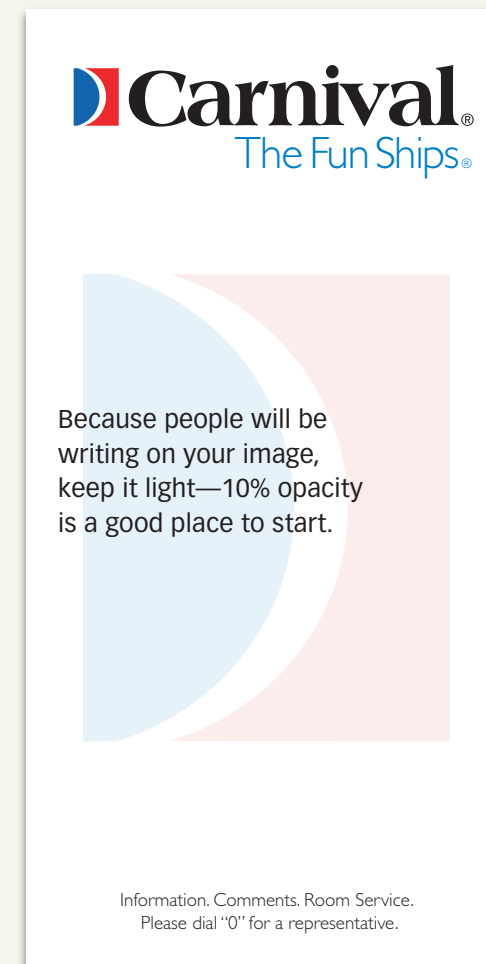 Carnival®
The Fun Ships®
Because people will be
writing on your image,
keep it light—10% opacity
is a good place to start.
Information. Comments. Room Service.
Please dial “0” for a representative.